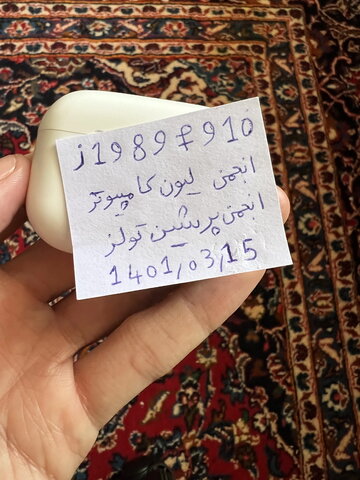 j1989f910
انجمن لیون کامپیوتر
انجمن پرشین تولز
1401,03,15